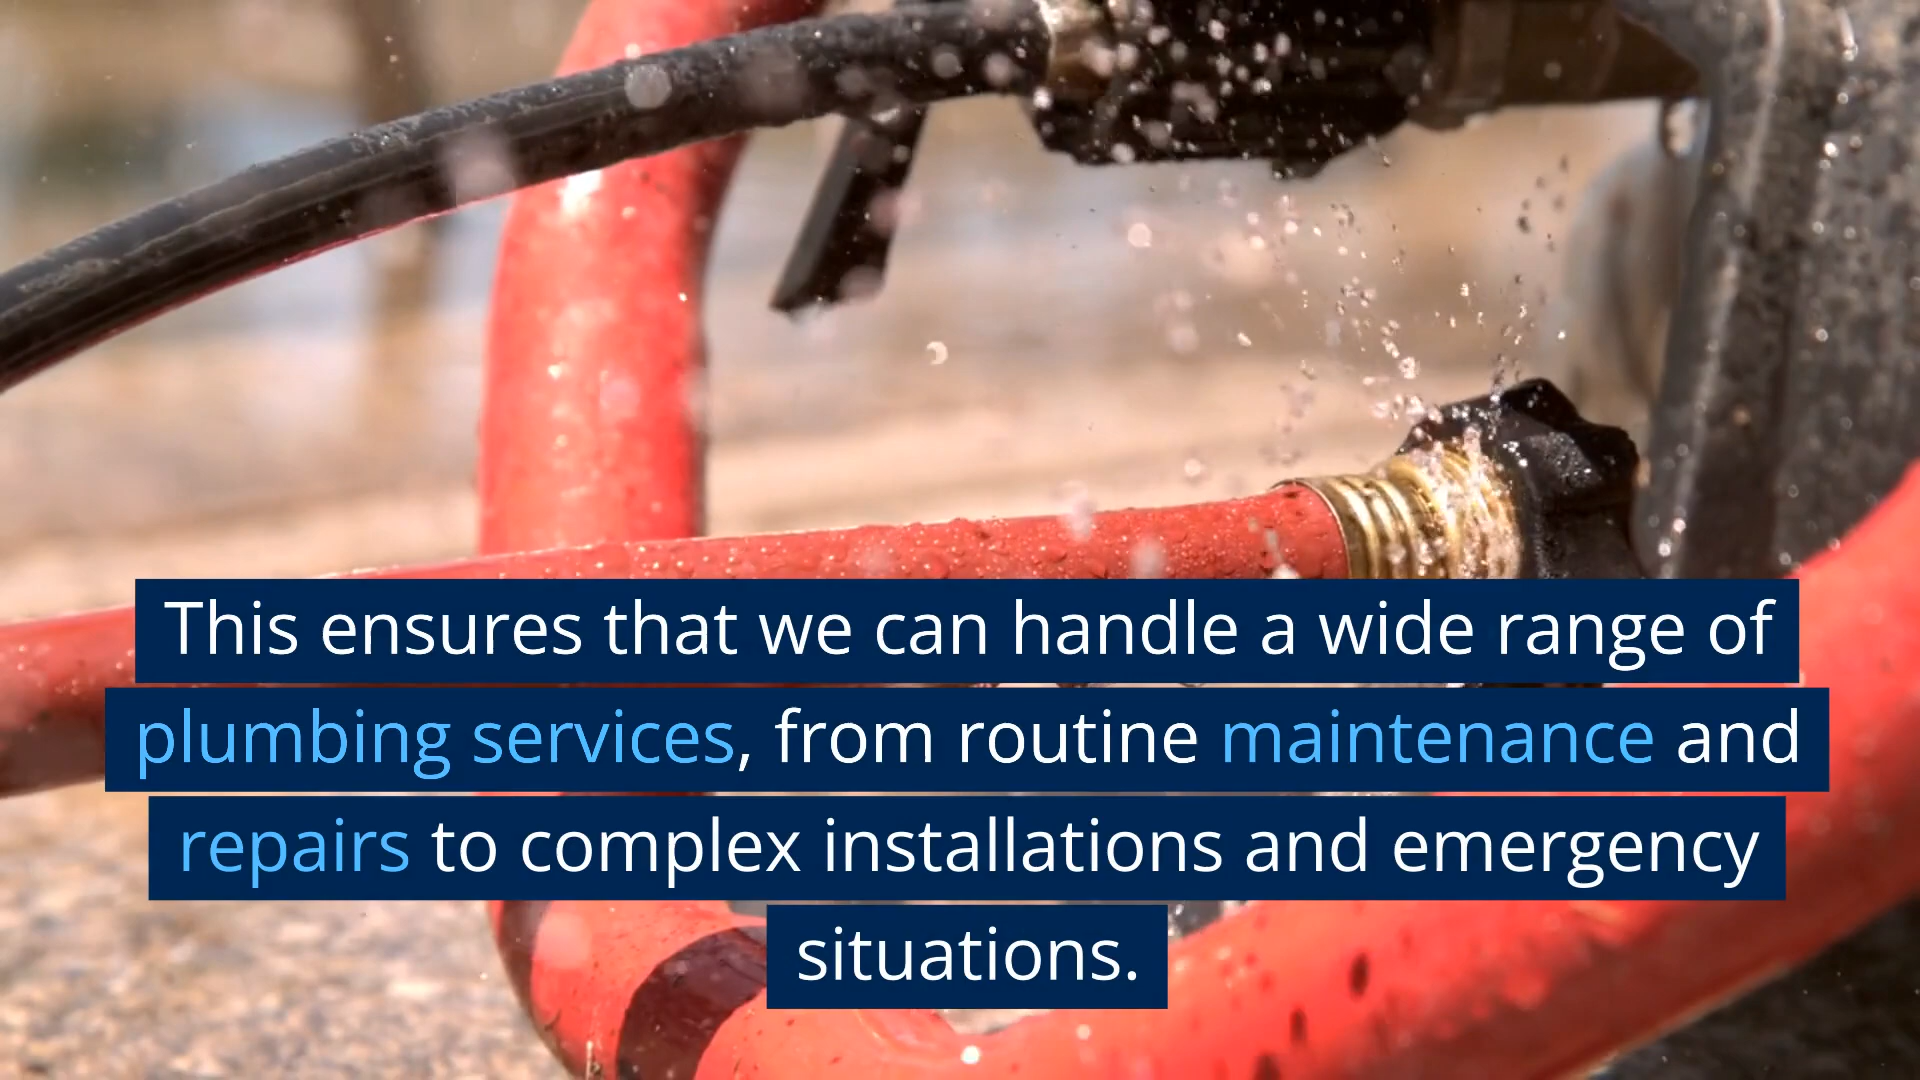 This ensures that we can handle a wide range of
plumbing services, from routine maintenance and
repairs to complex installations and emergency
situations.